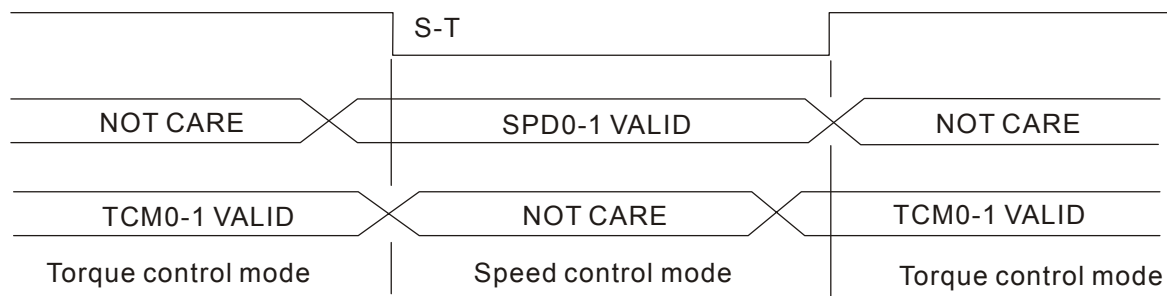 S-T
NOT CARE
SPD0-1 VALID
NOT CARE
TCM0-1 VALID
NOT CARE
TCM0-1 VALID
Torque control mode
Speed control mode
Torque control mode